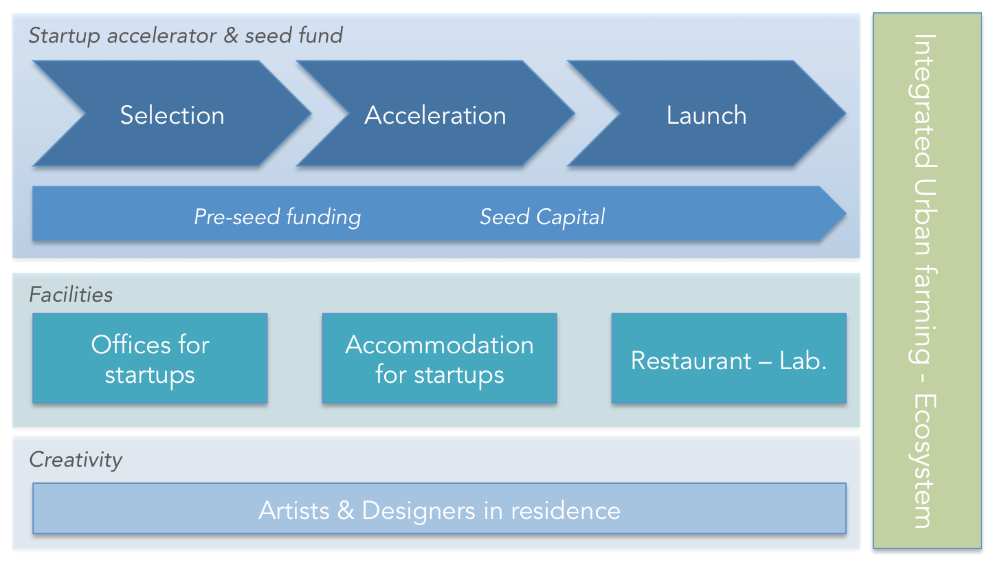 Startup accelerator & seed fund
Selection
Acceleration
Launch
Pre-seed funding
Seed Capital
Facilities
Offices for
startups
Accommodation
for startups
Restaurant – Lab.
Creativity
Artists & Designers in residence
Integrated Urban farming - Ecosystem